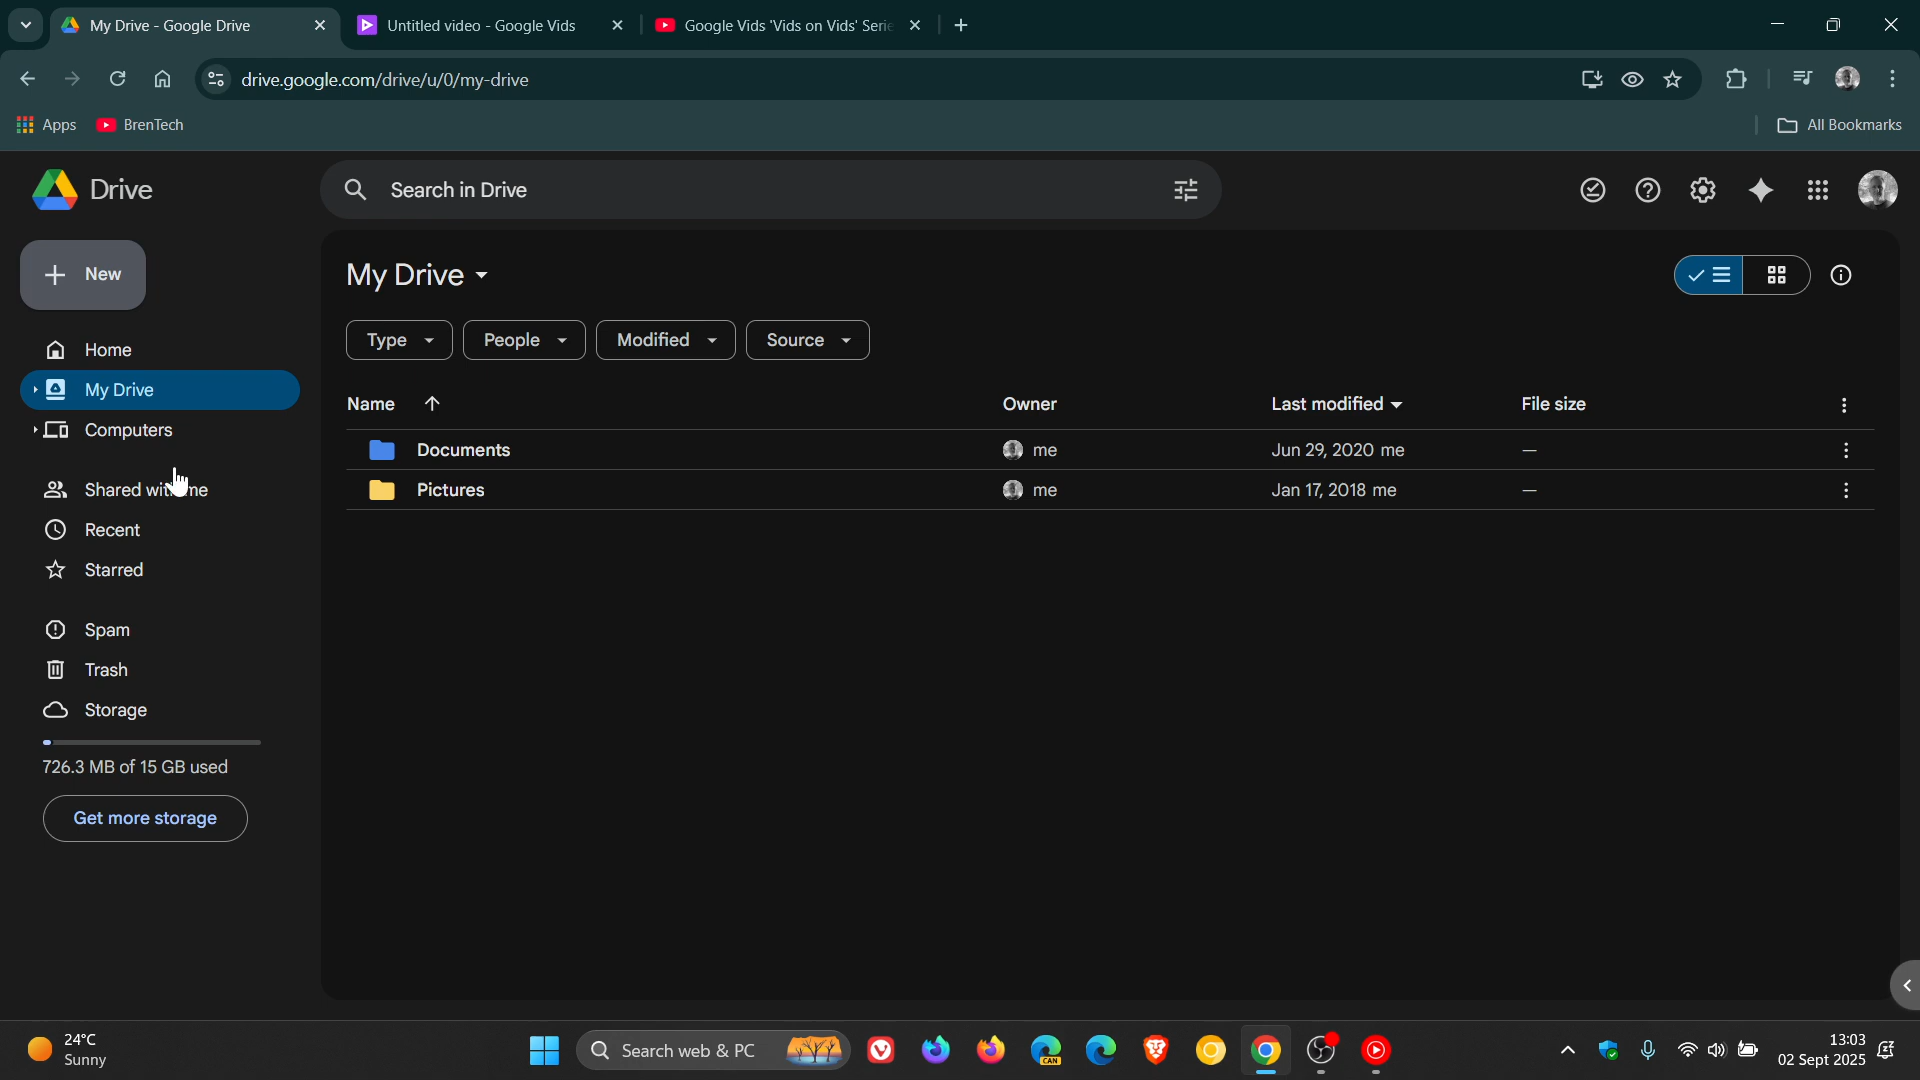 My Drive - Google Drive
Untitled video - Google Vids
Google Vids 'Vids on Vids' Serie
drive.google.com/drive/u/0/my-drive
Apps
BrenTech
All Bookmarks
Drive
Search in Drive
New
My Drive
Type
People
Modified
Source
Home
My Drive
Computers
Shared with me
Recent
Starred
Spam
Trash
Storage
726.3 MB of 15 GB used
Get more storage
Name
Owner
Last modified
File size
Documents
me
Jun 29, 2020 me
—
Pictures
me
Jan 17, 2018 me
—
24°C
Sunny
Search web & PC
CAN
13:03
02 Sept 2025